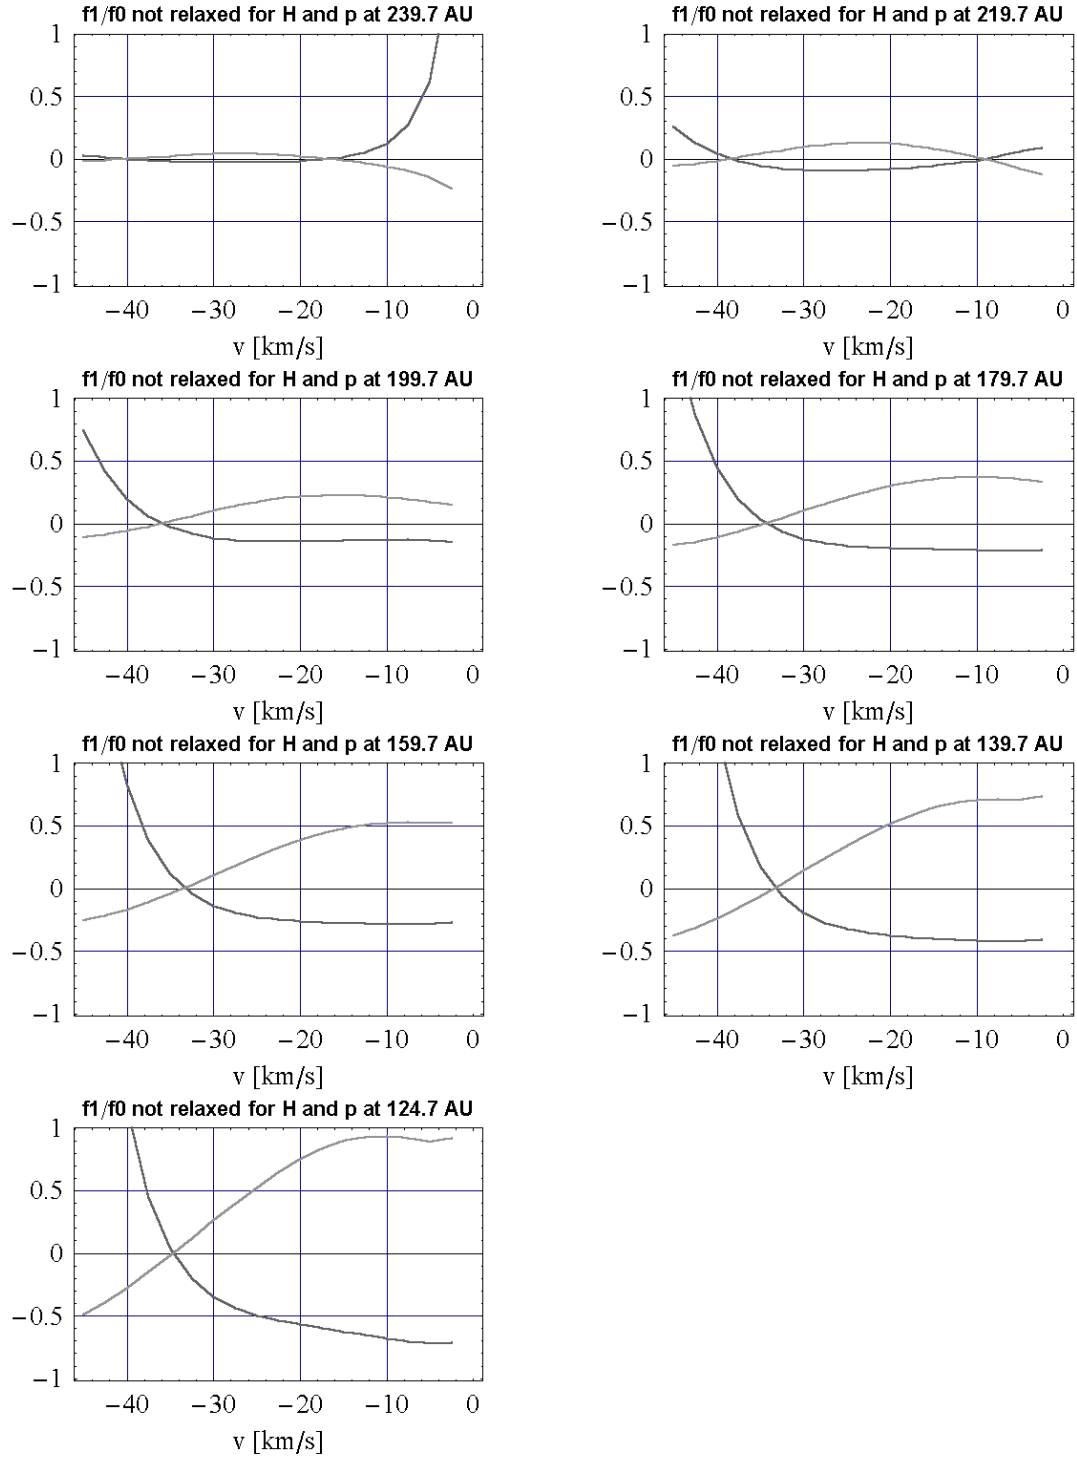 f1/f0 not relaxed for H and p at 239.7 AU
1
0.5
0
−0.5
−1
−40 −30 −20 −10 0
v [km/s]
f1/f0 not relaxed for H and p at 219.7 AU
1
0.5
0
−0.5
−1
−40 −30 −20 −10 0
v [km/s]
f1/f0 not relaxed for H and p at 199.7 AU
1
0.5
0
−0.5
−1
−40 −30 −20 −10 0
v [km/s]
f1/f0 not relaxed for H and p at 179.7 AU
1
0.5
0
−0.5
−1
−40 −30 −20 −10 0
v [km/s]
f1/f0 not relaxed for H and p at 159.7 AU
1
0.5
0
−0.5
−1
−40 −30 −20 −10 0
v [km/s]
f1/f0 not relaxed for H and p at 139.7 AU
1
0.5
0
−0.5
−1
−40 −30 −20 −10 0
v [km/s]
f1/f0 not relaxed for H and p at 124.7 AU
1
0.5
0
−0.5
−1
−40 −30 −20 −10 0
v [km/s]